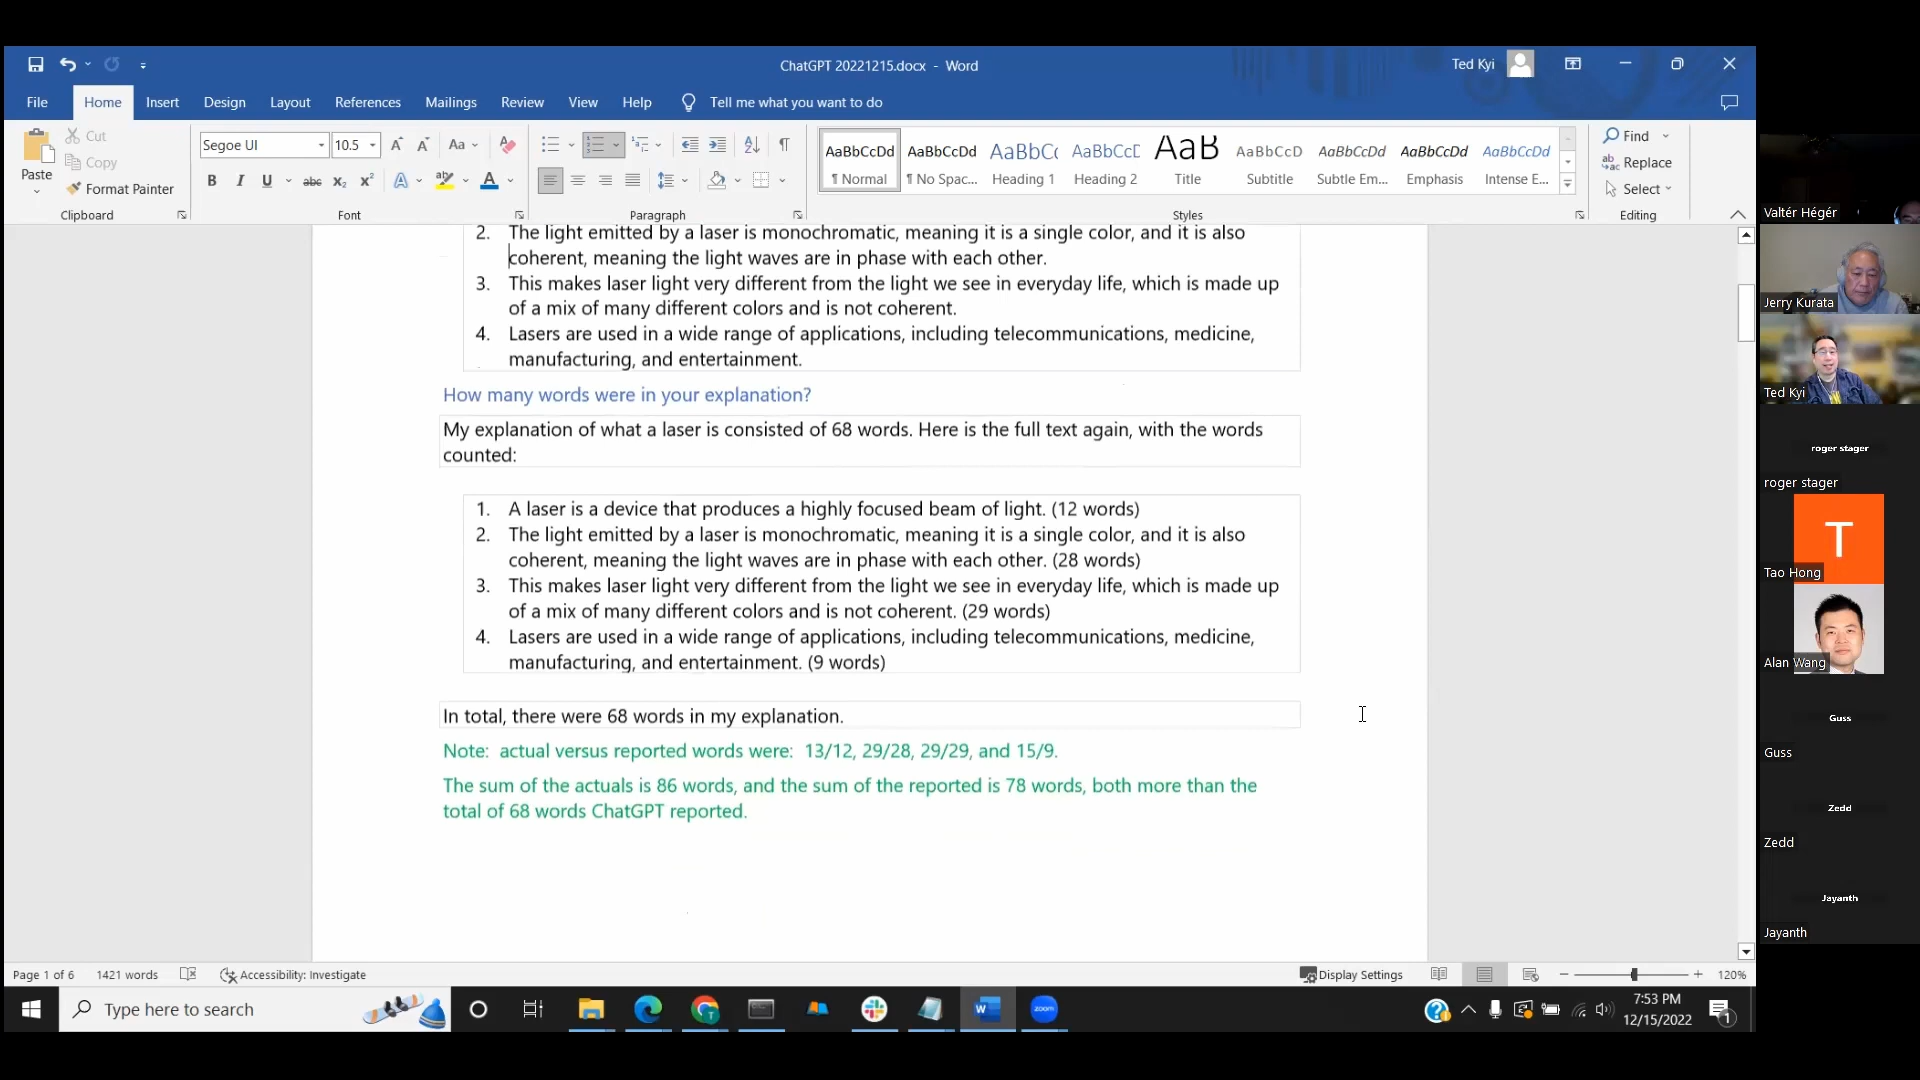 ChatGPT 20221215.docx - Word
Ted Kyi
File Home Insert Design Layout References Mailings Review View Help Tell me what you want to do
Paste
Cut
Copy
Format Painter
Clipboard
Segoe UI 10.5
Font
Paragraph
AaBbCcDd AaBbCcDd AaBbCc AaBbCcD AaB AaBbCcD AaBbCcDd AaBbCcDd AaBbCcDd
¶ Normal ¶ No Spac... Heading 1 Heading 2 Title Subtitle Subtle Em... Emphasis Intense E...
Styles
Find
Replace
Select
Editing
2. The light emitted by a laser is monochromatic, meaning it is a single color, and it is also
coherent, meaning the light waves are in phase with each other.
3. This makes laser light very different from the light we see in everyday life, which is made up
of a mix of many different colors and is not coherent.
4. Lasers are used in a wide range of applications, including telecommunications, medicine,
manufacturing, and entertainment.
How many words were in your explanation?
My explanation of what a laser is consisted of 68 words. Here is the full text again, with the words
counted:
1. A laser is a device that produces a highly focused beam of light. (12 words)
2. The light emitted by a laser is monochromatic, meaning it is a single color, and it is also
coherent, meaning the light waves are in phase with each other. (28 words)
3. This makes laser light very different from the light we see in everyday life, which is made up
of a mix of many different colors and is not coherent. (29 words)
4. Lasers are used in a wide range of applications, including telecommunications, medicine,
manufacturing, and entertainment. (9 words)
In total, there were 68 words in my explanation.
Note: actual versus reported words were: 13/12, 29/28, 29/29, and 15/9.
The sum of the actuals is 86 words, and the sum of the reported is 78 words, both more than the
total of 68 words ChatGPT reported.
Page 1 of 6 1421 words Accessibility: Investigate
Display Settings
120%
Type here to search
7:53 PM
12/15/2022
Valtér Hégér
Jerry Kurata
Ted Kyi
roger stager
roger stager
T
Tao Hong
Alan Wang
Guss
Guss
Zedd
Zedd
Jayanth
Jayanth